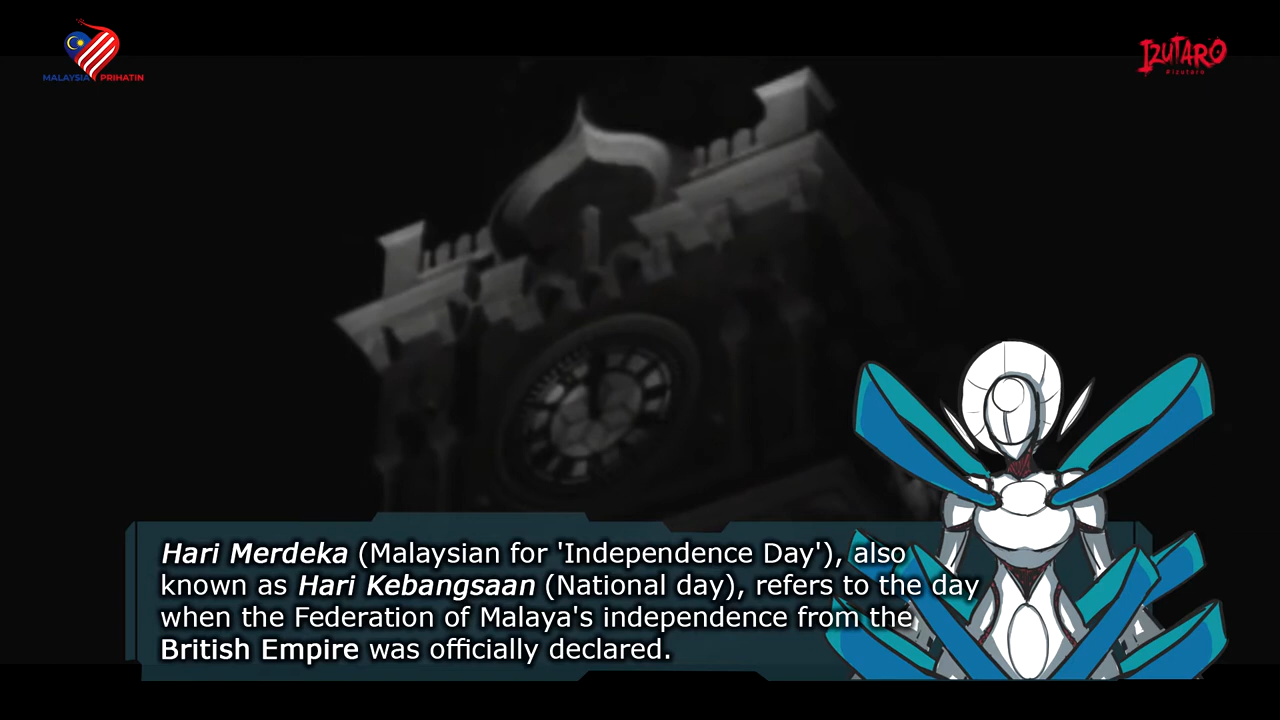 MALAYSIA PRIHATIN
IZUTARO
#izutaro
Hari Merdeka (Malaysian for 'Independence Day'), also
known as Hari Kebangsaan (National day), refers to the day
when the Federation of Malaya's independence from the
British Empire was officially declared.